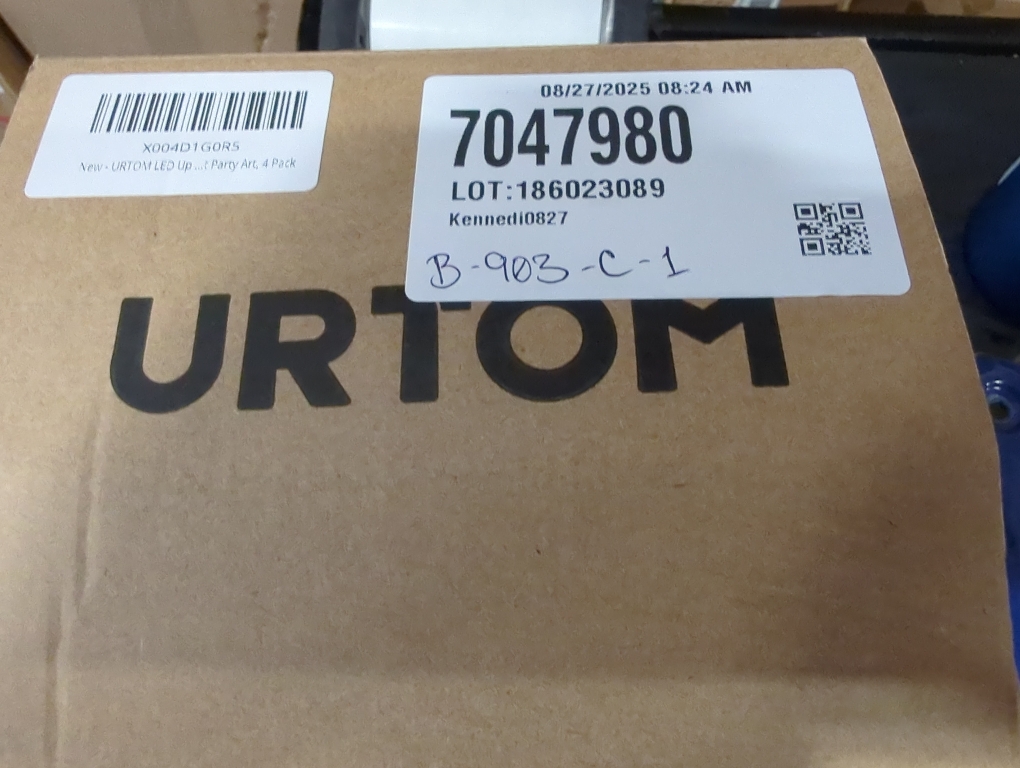 X004D1G0R5
New - URTOM LED Up ...t Party Art, 4 Pack
08/27/2025 08:24 AM
7047980
LOT:186023089
Kennedi0827
B-903-C-1
URTOM